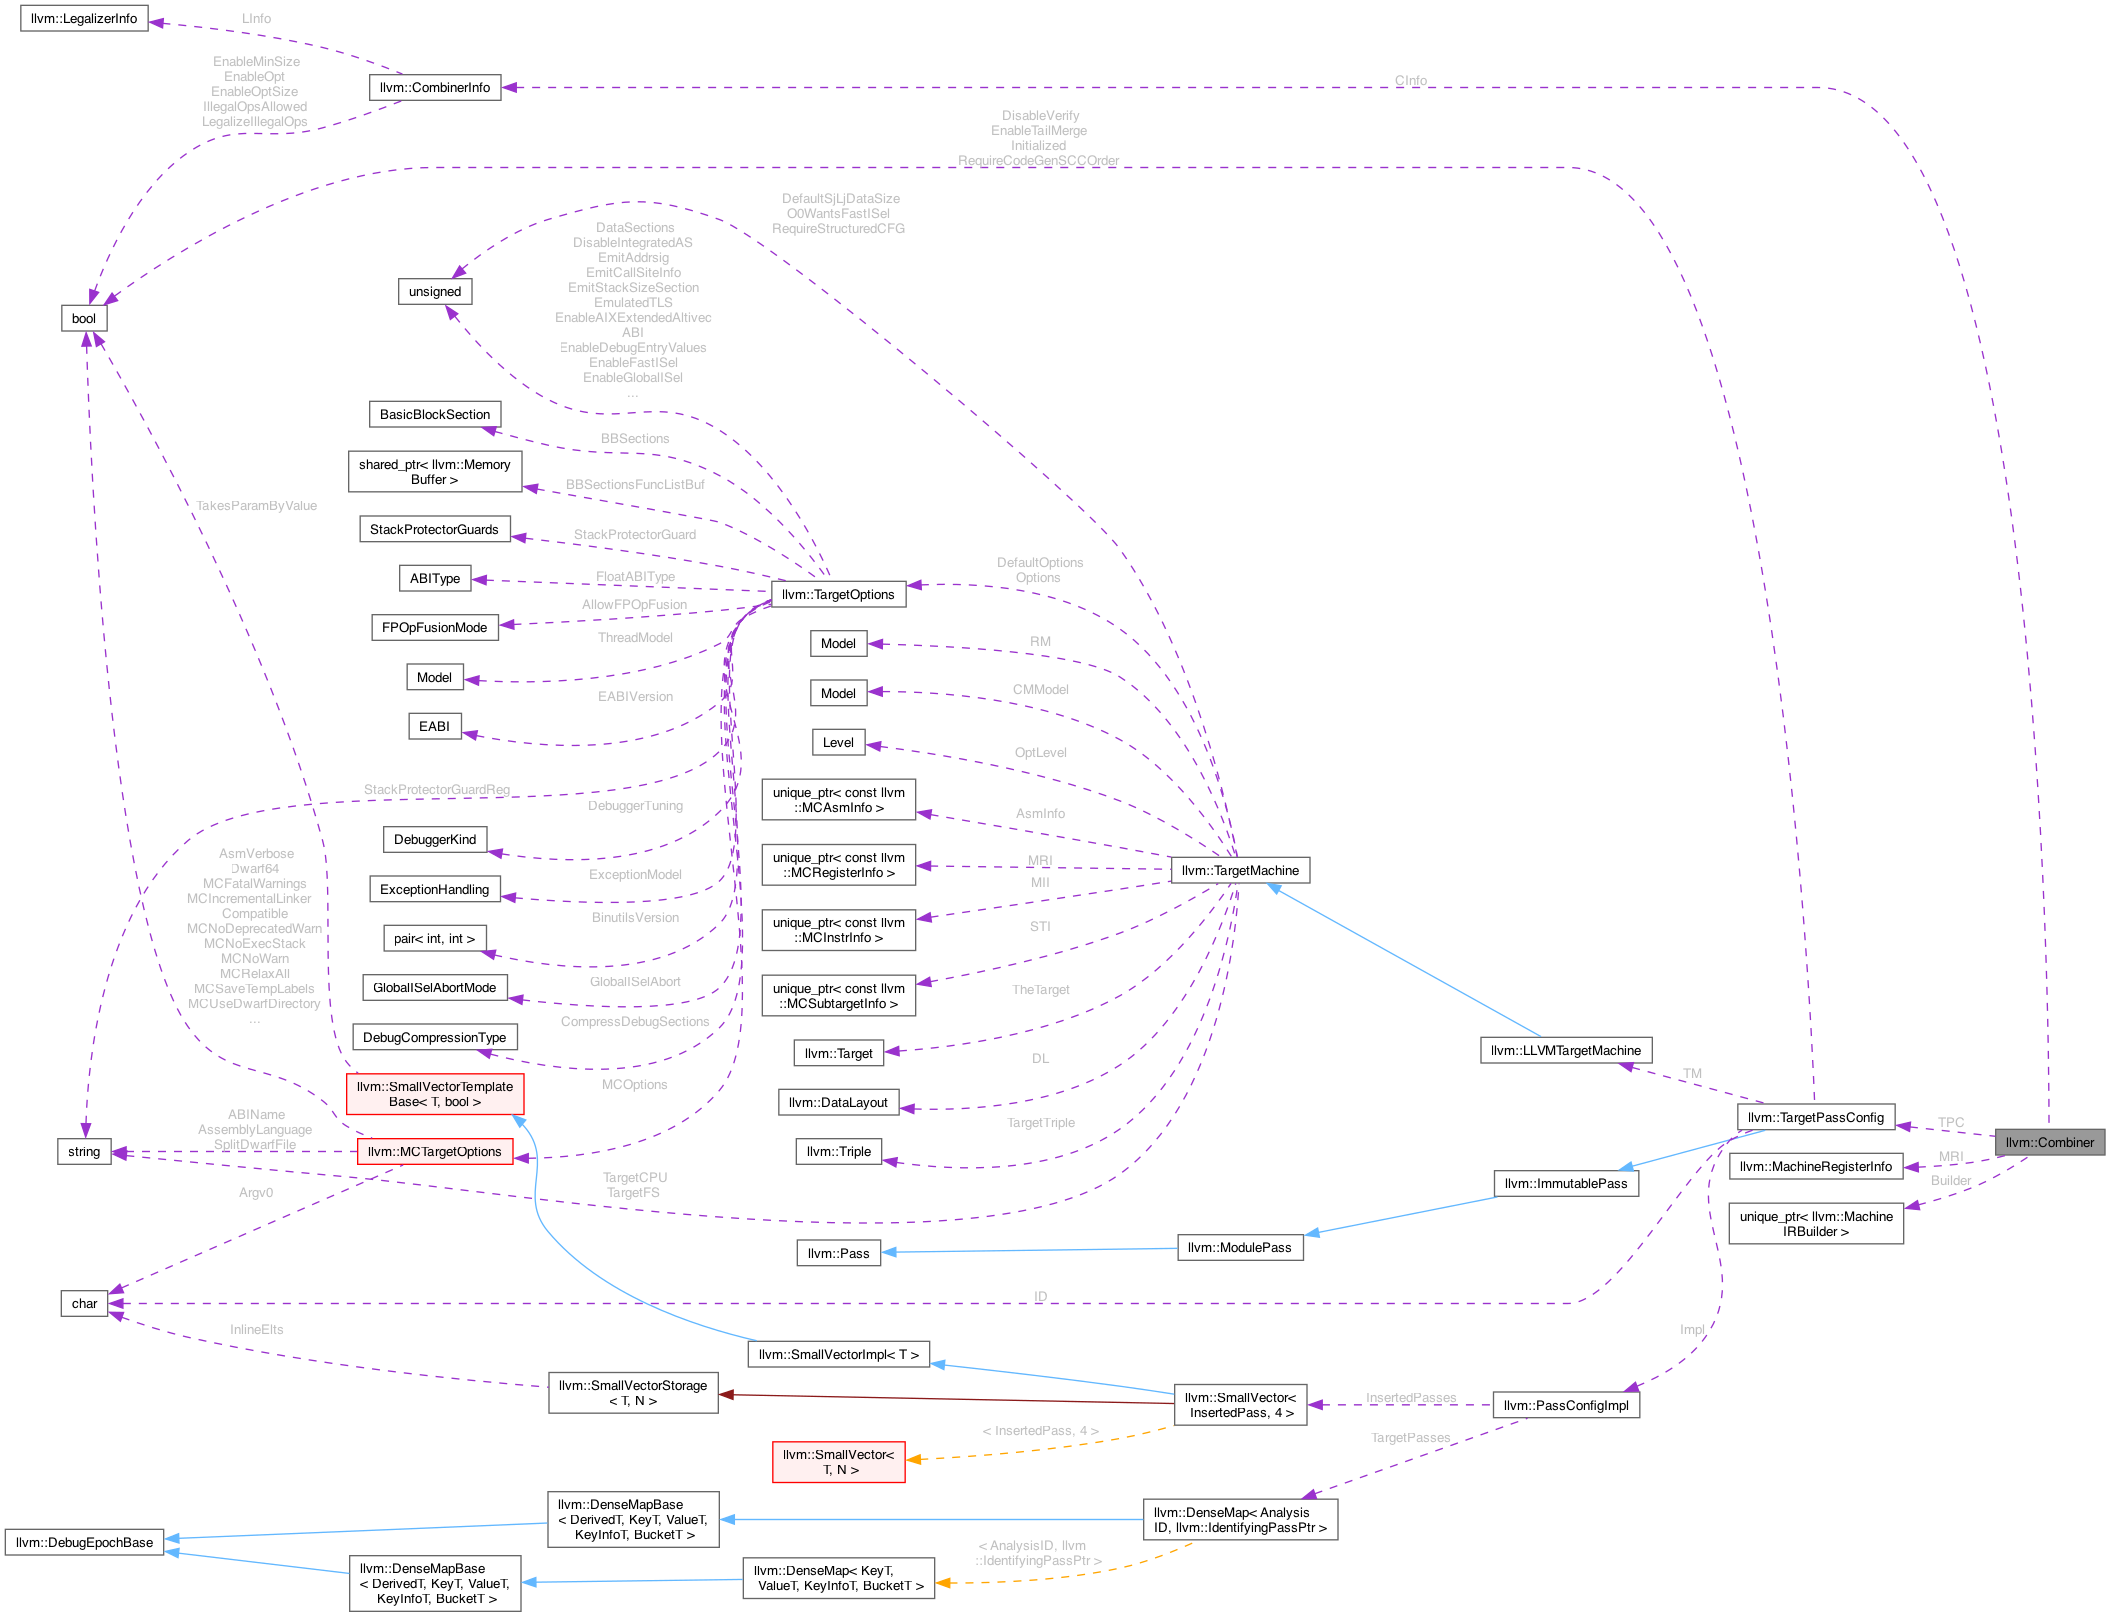 llvm::LegalizerInfo
LInfo
EnableMinSize
EnableOpt
EnableOptSize
IllegalOpsAllowed
LegalizeIllegalOps
llvm::CombinerInfo
CInfo
DisableVerify
EnableTailMerge
Initialized
RequireCodeGenSCCOrder
DefaultSjLjDataSize
O0WantsFastISel
RequireStructuredCFG
DataSections
DisableIntegratedAS
EmitAddrsig
EmitCallSiteInfo
EmitStackSizeSection
EmulatedTLS
EnableAIXExtendedAltivec
ABI
EnableDebugEntryValues
EnableFastISel
EnableGlobalISel
...
unsigned
bool
BasicBlockSection
BBSections
shared_ptr< llvm::Memory
Buffer >
BBSectionsFuncListBuf
TakesParamByValue
StackProtectorGuards
StackProtectorGuard
ABIType
FloatABIType
llvm::TargetOptions
DefaultOptions
Options
FPOpFusionMode
AllowFPOpFusion
ThreadModel
Model
Model
RM
Model
CMModel
EABI
EABIVersion
Level
OptLevel
StackProtectorGuardReg
unique_ptr< const llvm
::MCAsmInfo >
AsmInfo
DebuggerTuning
DebuggerKind
unique_ptr< const llvm
::MCRegisterInfo >
MRI
MII
llvm::TargetMachine
AsmVerbose
Dwarf64
MCFatalWarnings
MCIncrementalLinker
Compatible
MCNoDeprecatedWarn
MCNoExecStack
MCNoWarn
MCRelaxAll
MCSaveTempLabels
MCUseDwarfDirectory
...
ExceptionHandling
ExceptionModel
BinutilsVersion
pair< int, int >
unique_ptr< const llvm
::MCInstrInfo >
STI
GlobalISelAbortMode
GlobalISelAbort
unique_ptr< const llvm
::MCSubtargetInfo >
TheTarget
DebugCompressionType
CompressDebugSections
llvm::Target
DL
llvm::LLVMTargetMachine
TM
llvm::SmallVectorTemplate
Base< T, bool >
MCOptions
llvm::DataLayout
TargetTriple
llvm::TargetPassConfig
TPC
llvm::Combiner
ABIName
AssemblyLanguage
SplitDwarfFile
string
llvm::MCTargetOptions
llvm::Triple
llvm::MachineRegisterInfo
MRI
Builder
TargetCPU
TargetFS
Argv0
llvm::ImmutablePass
unique_ptr< llvm::Machine
IRBuilder >
llvm::Pass
llvm::ModulePass
char
ID
InlineElts
Impl
llvm::SmallVectorImpl< T >
llvm::SmallVectorStorage
< T, N >
llvm::SmallVector<
InsertedPass, 4 >
InsertedPasses
llvm::PassConfigImpl
< InsertedPass, 4 >
TargetPasses
llvm::SmallVector<
T, N >
llvm::DenseMapBase
< DerivedT, KeyT, ValueT,
KeyInfoT, BucketT >
llvm::DenseMap< Analysis
ID, llvm::IdentifyingPassPtr >
llvm::DebugEpochBase
< AnalysisID, llvm
::IdentifyingPassPtr >
llvm::DenseMapBase
< DerivedT, KeyT, ValueT,
KeyInfoT, BucketT >
llvm::DenseMap< KeyT,
ValueT, KeyInfoT, BucketT >